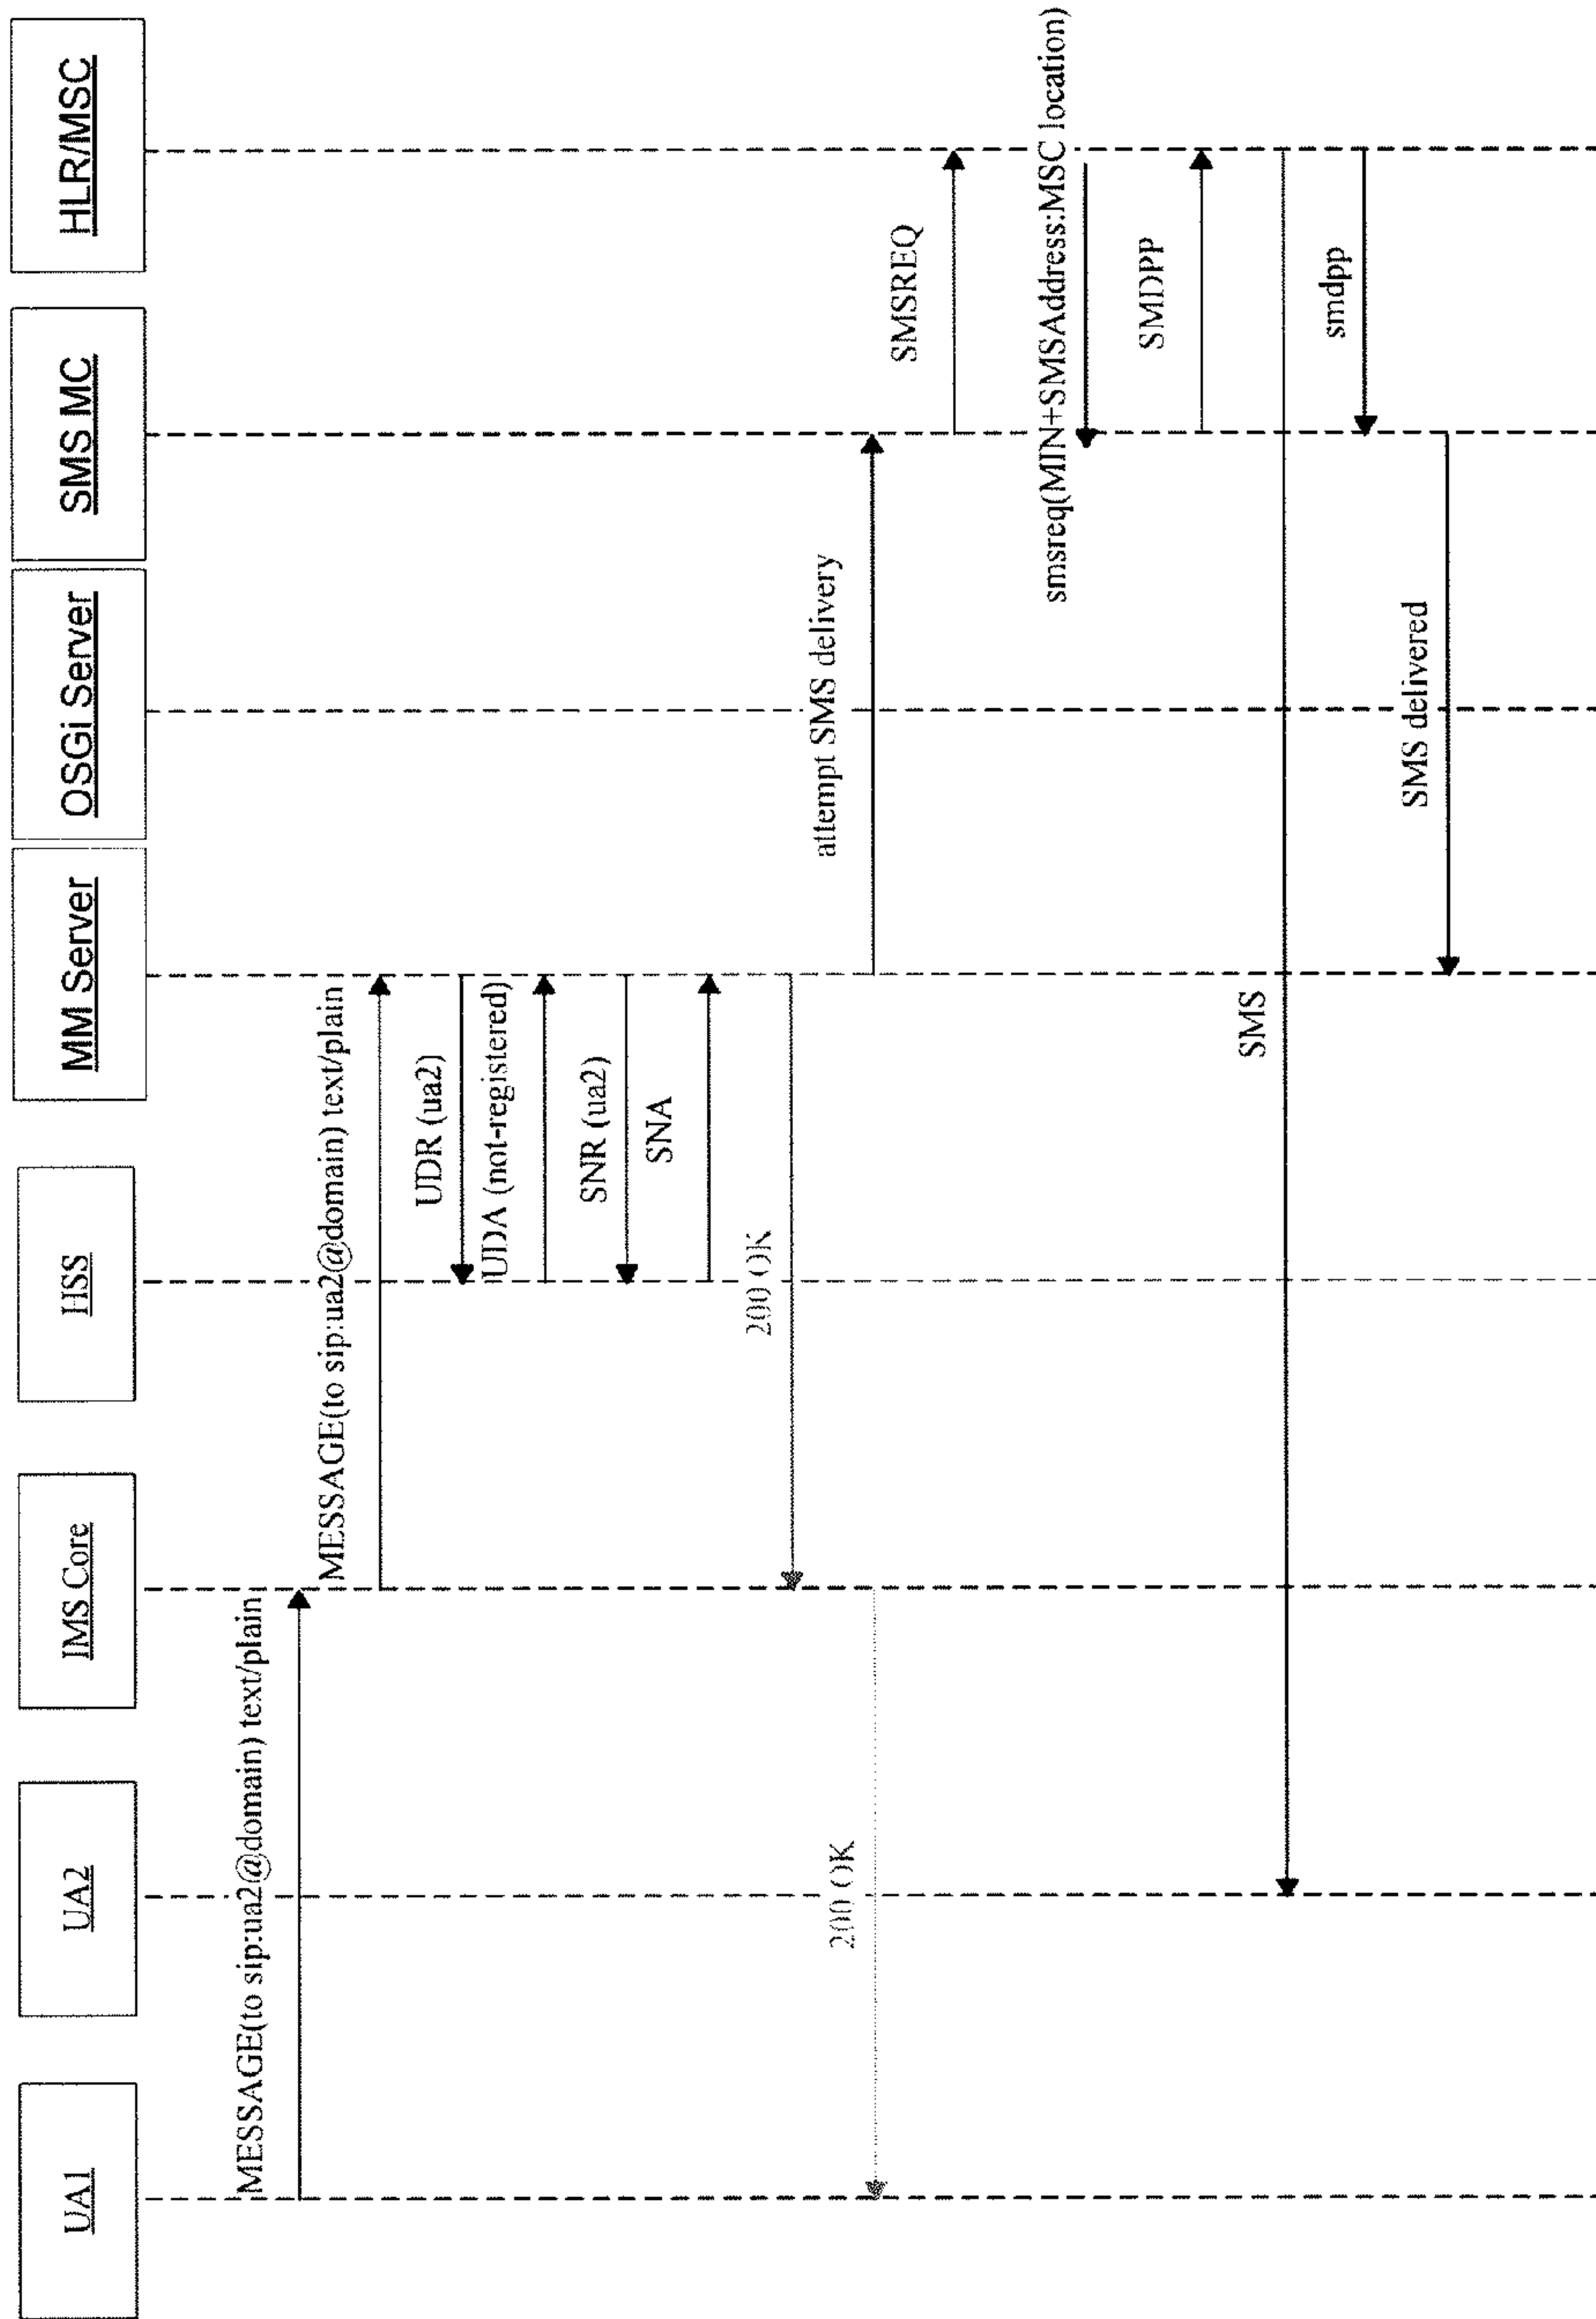 UA1
UA2
IMS Core
HSS
MM Server
OSGi Server
SMS MC
HLR/MSC
MESSAGE(to sip:ua2@domain) text/plain
MESSAGE(to sip:ua2@domain) text/plain
UDR (ua2)
UDA (not-registered)
SNR (ua2)
SNA
200 OK
200 OK
attempt SMS delivery
SMSREQ
smsreq(MIN+SMSAddress:MSC location)
SMDPP
SMS
smdpp
SMS delivered